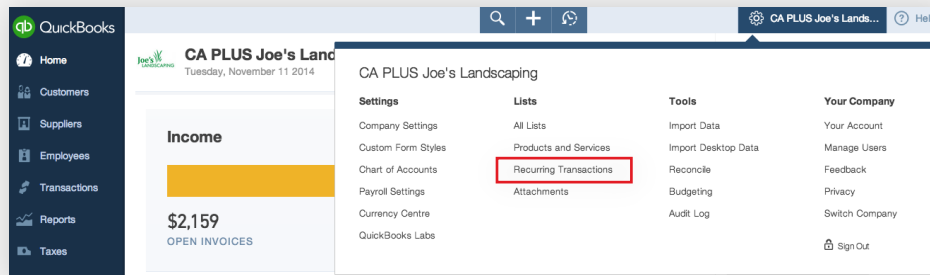 qb QuickBooks
CA PLUS Joe's Lands...
? Hel
Home
Customers
Suppliers
Employees
Transactions
Reports
Taxes
Joe's
LANDSCAPING
CA PLUS Joe's Land
Tuesday, November 11 2014
Income
$2,159
OPEN INVOICES
CA PLUS Joe's Landscaping
Settings
Company Settings
Custom Form Styles
Chart of Accounts
Payroll Settings
Currency Centre
QuickBooks Labs
Lists
All Lists
Products and Services
Recurring Transactions
Attachments
Tools
Import Data
Import Desktop Data
Reconcile
Budgeting
Audit Log
Your Company
Your Account
Manage Users
Feedback
Privacy
Switch Company
Sign Out